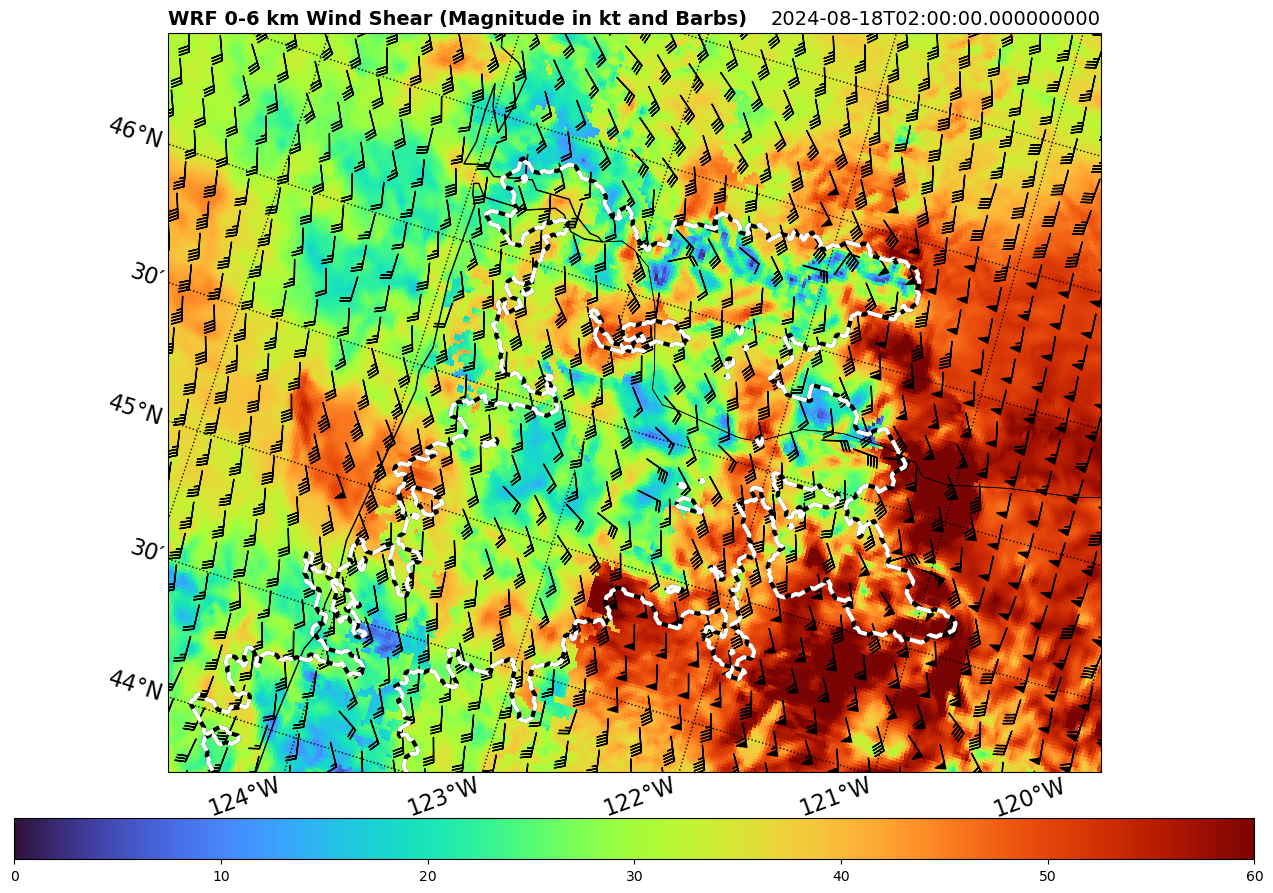 WRF 0-6 km Wind Shear (Magnitude in kt and Barbs) 2024-08-18T02:00:00.000000000
46°N
30′
45°N
30′
44°N
124°W 123°W 122°W 121°W 120°W
0 10 20 30 40 50 60